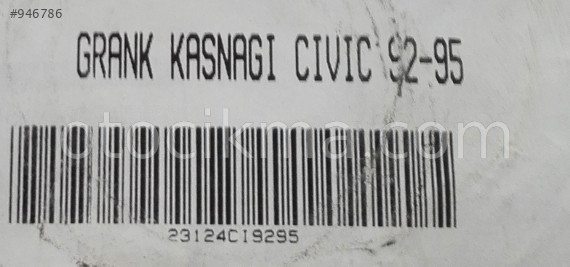 #946786
GRANK KASNAGI CIVIC 92-95
otocikma.com
23124CI9295